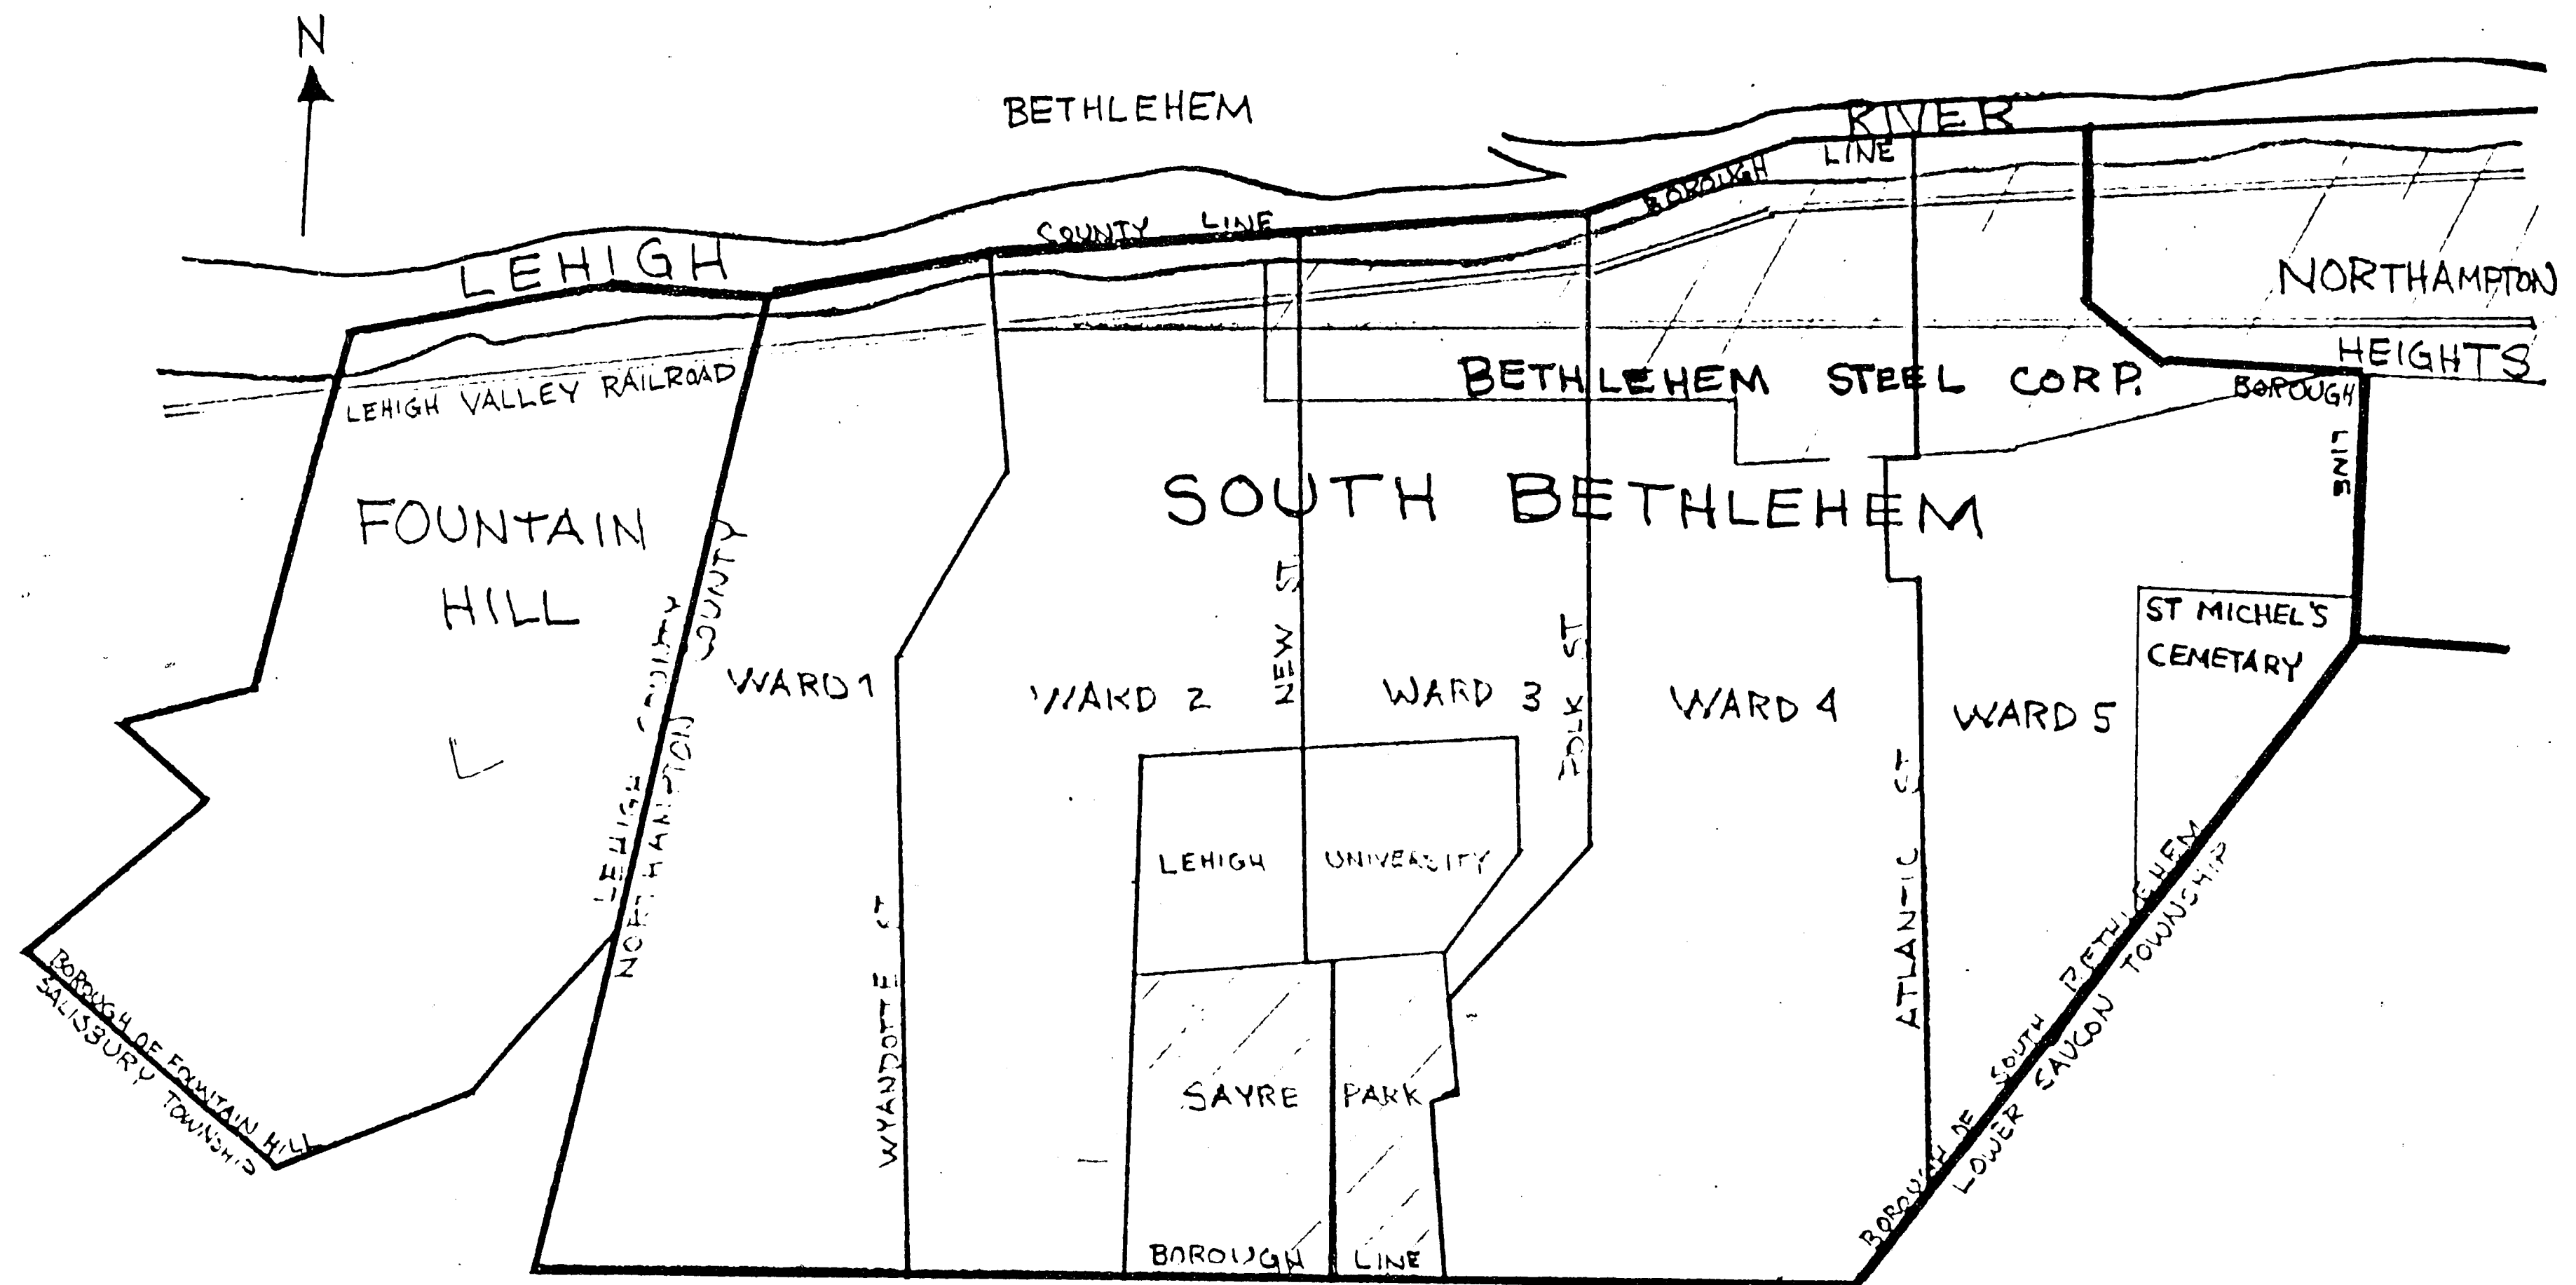 N
BETHLEHEM
RIVER
LINE
BOROUGH
COUNTY LINE
LEHIGH
NORTHAMPTON
HEIGHTS
LEHIGH VALLEY RAILROAD
BETHLEHEM STEEL CORP.
BOROUGH
LINE
SOUTH BETHLEHEM
FOUNTAIN
HILL
LEHIGH COUNTY
NORTHAMPTON COUNTY
NEW ST
POLK ST
ST MICHEL'S
CEMETARY
WARD 1
WARD 2
WARD 3
WARD 4
WARD 5
LEHIGH UNIVERSITY
WYANDOTTE ST
ATLANTIC ST
SAYRE PARK
BOROUGH OF FOUNTAIN HILL
SALISBURY TOWNSHIP
BOROUGH OF SOUTH BETHLEHEM
LOWER SAUCON TOWNSHIP
BOROUGH LINE